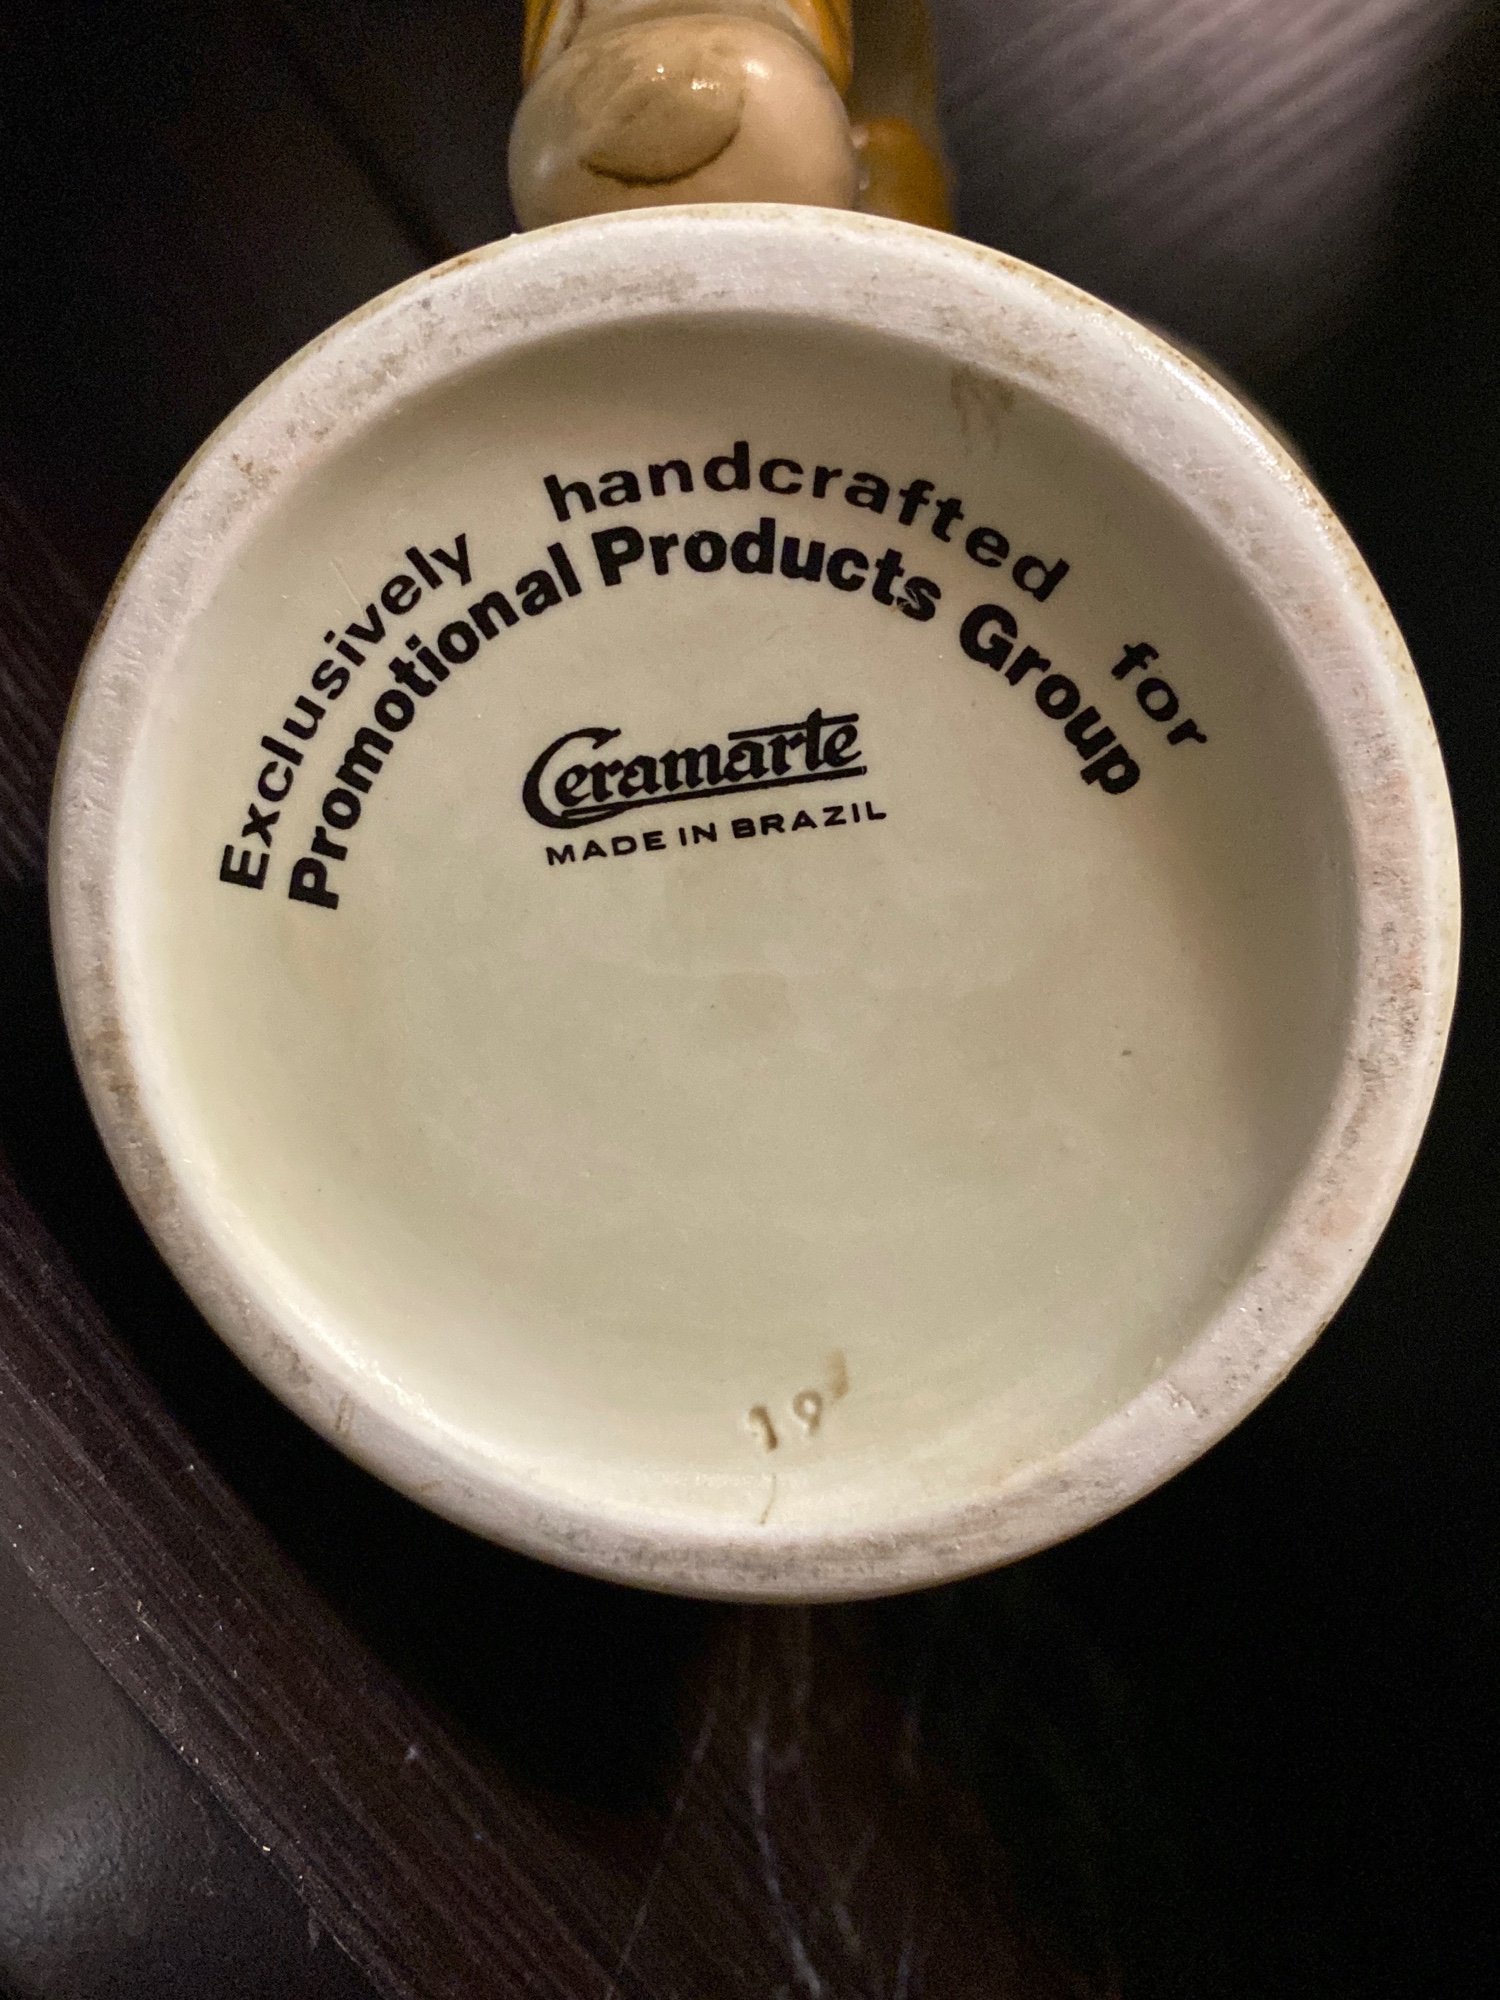 Exclusively handcrafted for
Promotional Products Group
Ceramarte
MADE IN BRAZIL